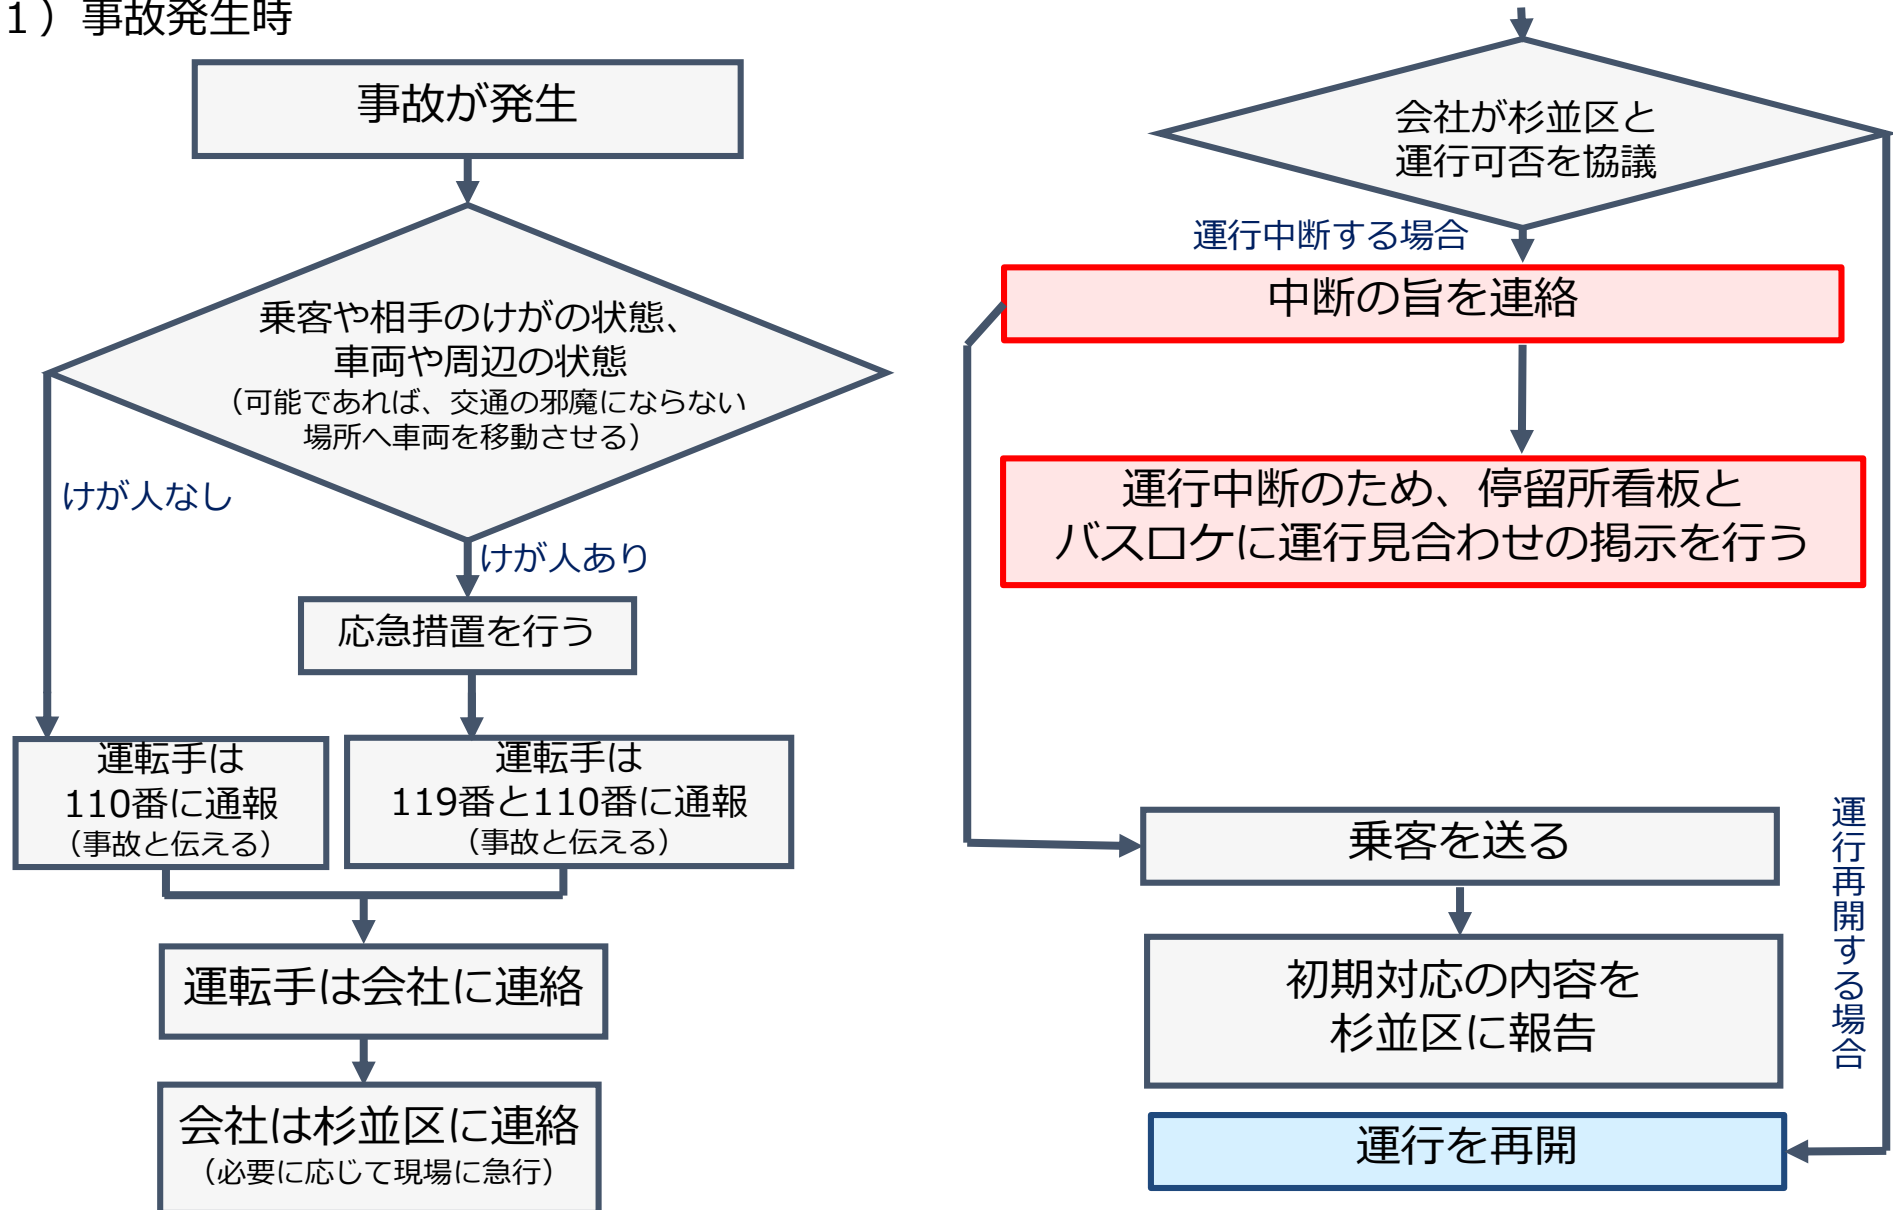 1）事故発生時
事故が発生
乗客や相手のけがの状態、
車両や周辺の状態
（可能であれば、交通の邪魔にならない
場所へ車両を移動させる）
けが人なし
けが人あり
応急措置を行う
運転手は
110番に通報
（事故と伝える）
運転手は
119番と110番に通報
（事故と伝える）
運転手は会社に連絡
会社は杉並区に連絡
（必要に応じて現場に急行）
会社が杉並区と
運行可否を協議
運行中断する場合
中断の旨を連絡
運行中断のため、停留所看板と
バスロケに運行見合わせの掲示を行う
乗客を送る
初期対応の内容を
杉並区に報告
運行再開する場合
運行を再開